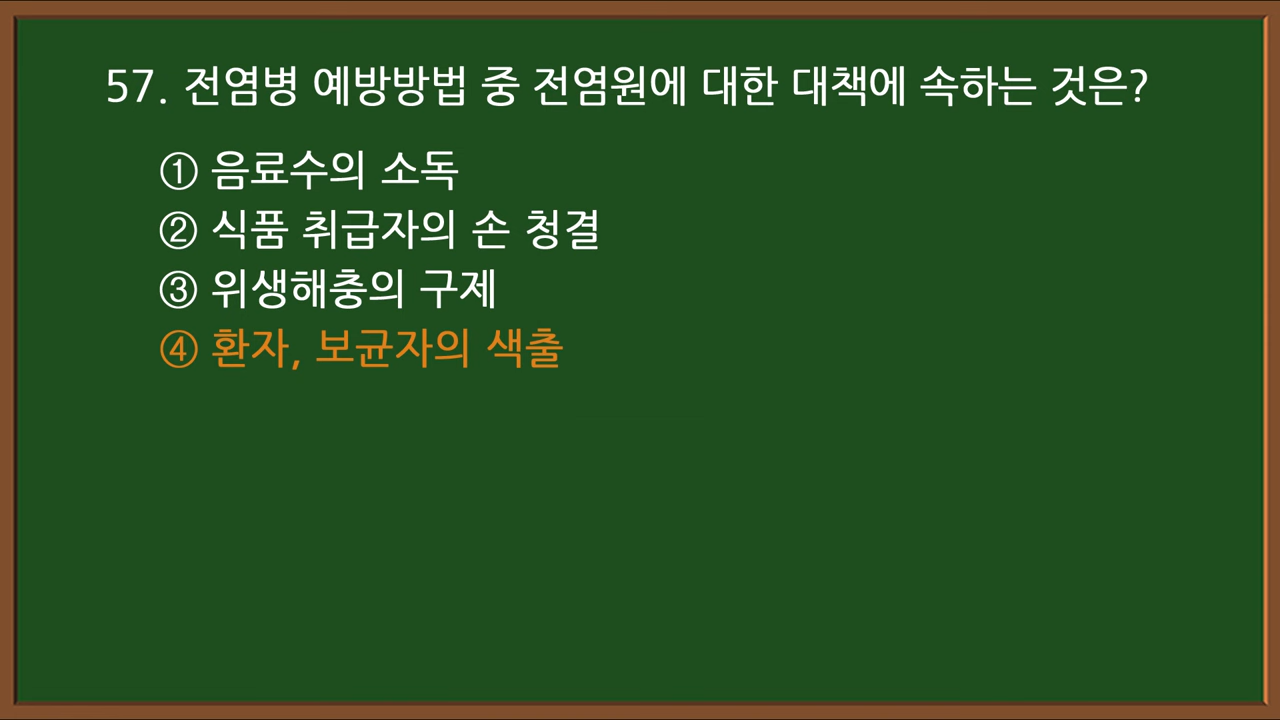 57. 전염병 예방방법 중 전염원에 대한 대책에 속하는 것은?
① 음료수의 소독
② 식품 취급자의 손 청결
③ 위생해충의 구제
④ 환자, 보균자의 색출